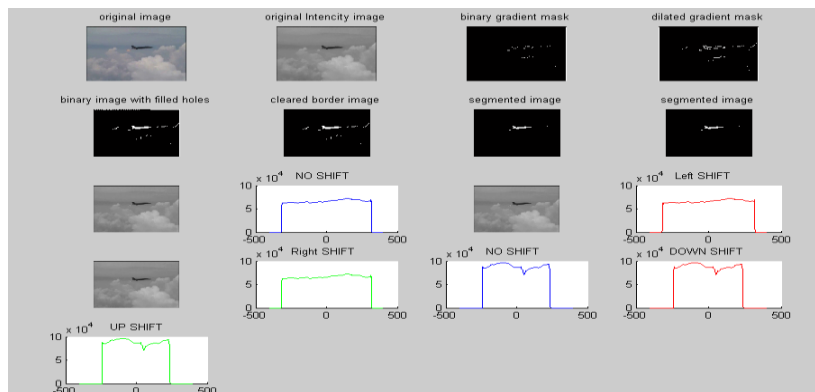 original image
original Intencity image
binary gradient mask
dilated gradient mask
binary image with filled holes
cleared border image
segmented image
segmented image
x 10^4
NO SHIFT
10
5
0
-500
0
500
x 10^4
Left SHIFT
10
5
0
-500
0
500
x 10^4
Right SHIFT
10
5
0
-500
0
500
x 10^4
NO SHIFT
10
5
0
-500
0
500
x 10^4
DOWN SHIFT
10
5
0
-500
0
500
x 10^4
UP SHIFT
10
5
0
-500
0
500